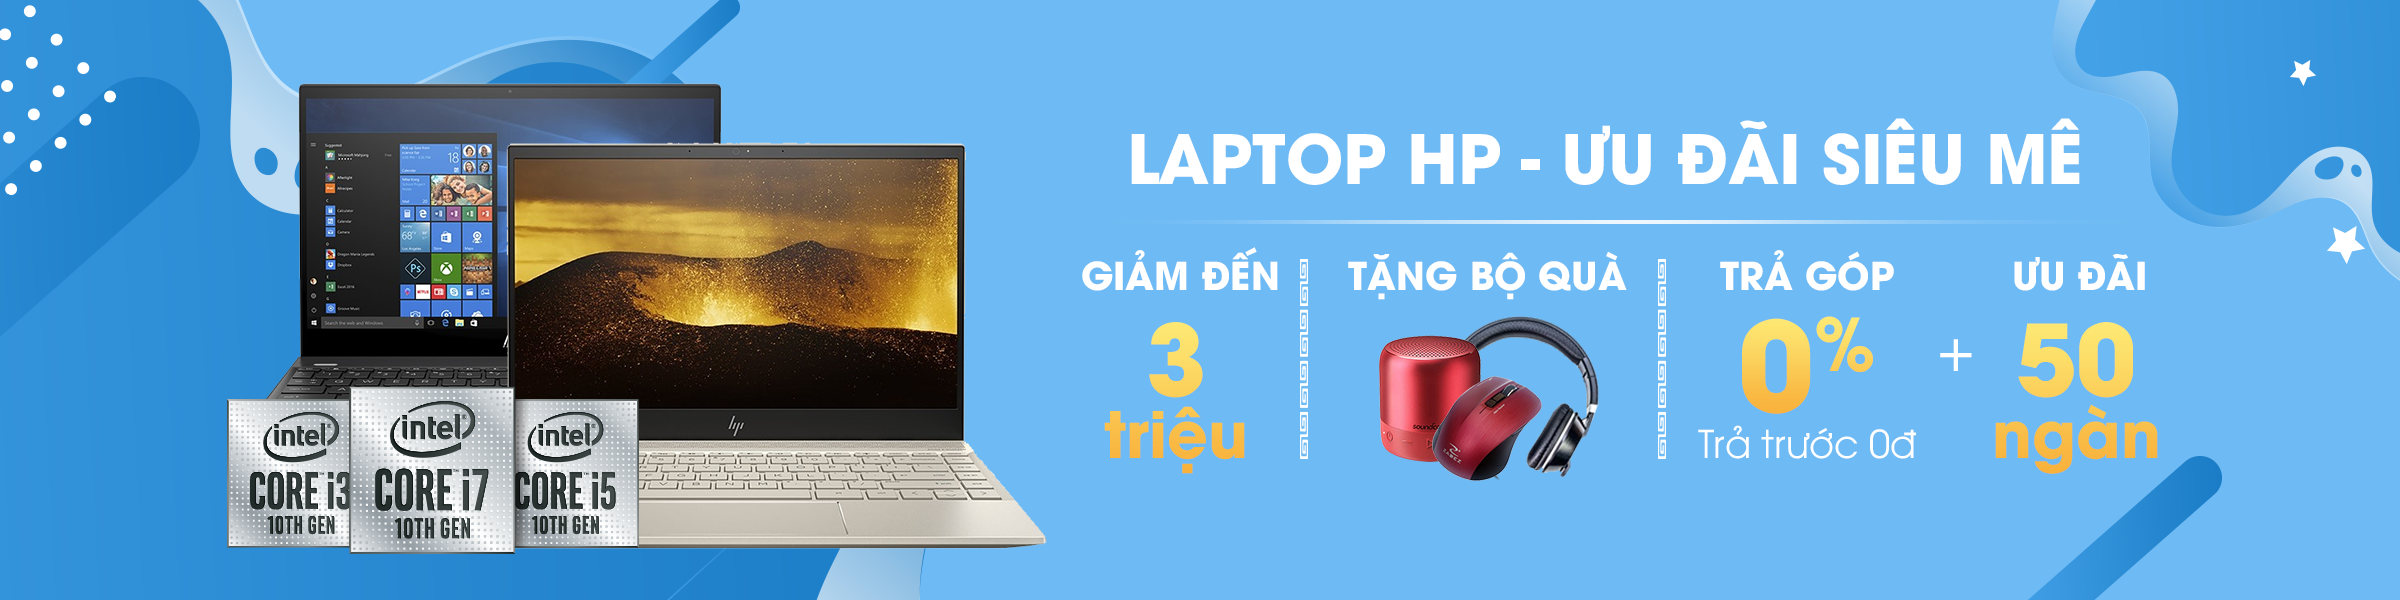 LAPTOP HP - ƯU ĐÃI SIÊU MÊ
GIẢM ĐẾN
3
triệu
TẶNG BỘ QUÀ
TRẢ GÓP
0%
Trả trước 0đ
+
ƯU ĐÃI
50
ngàn
intel
CORE i3
10TH GEN
intel
CORE i7
10TH GEN
intel
CORE i5
10TH GEN
hp